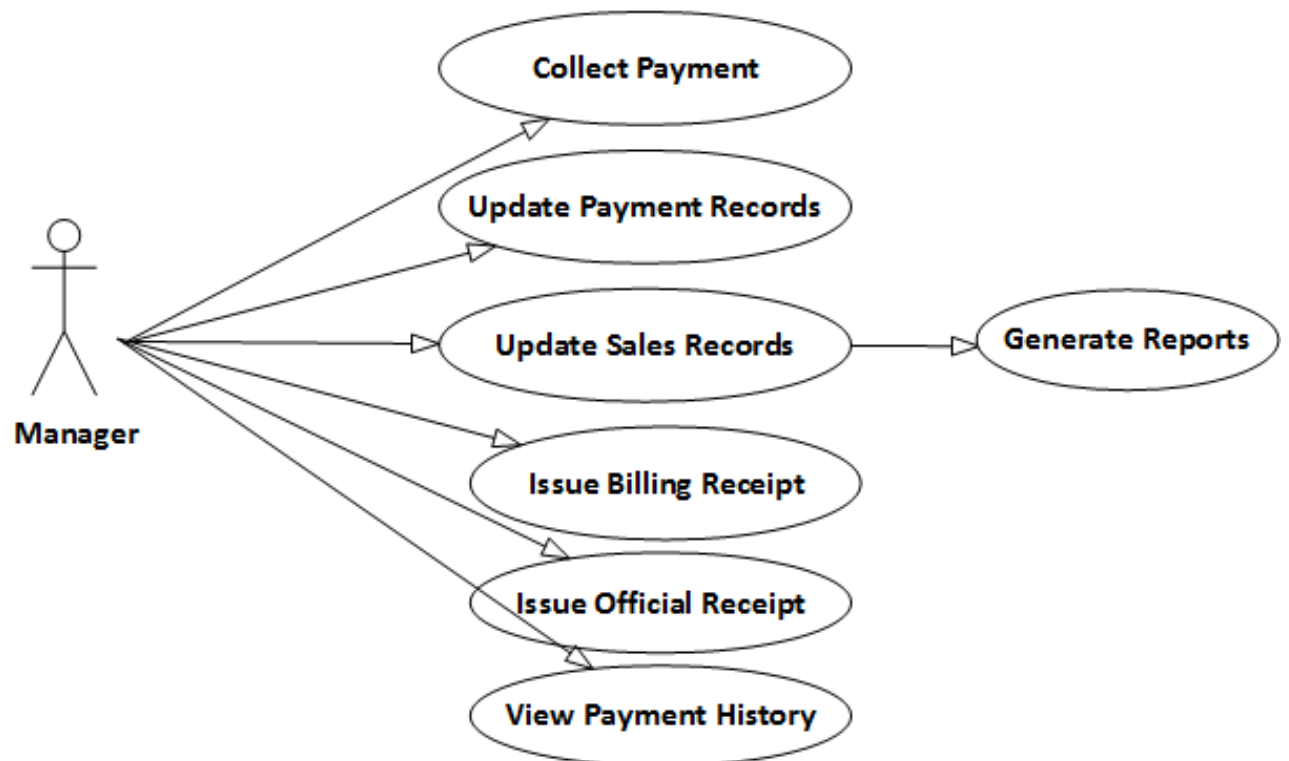 Collect Payment
Update Payment Records
Update Sales Records
Generate Reports
Manager
Issue Billing Receipt
Issue Official Receipt
View Payment History